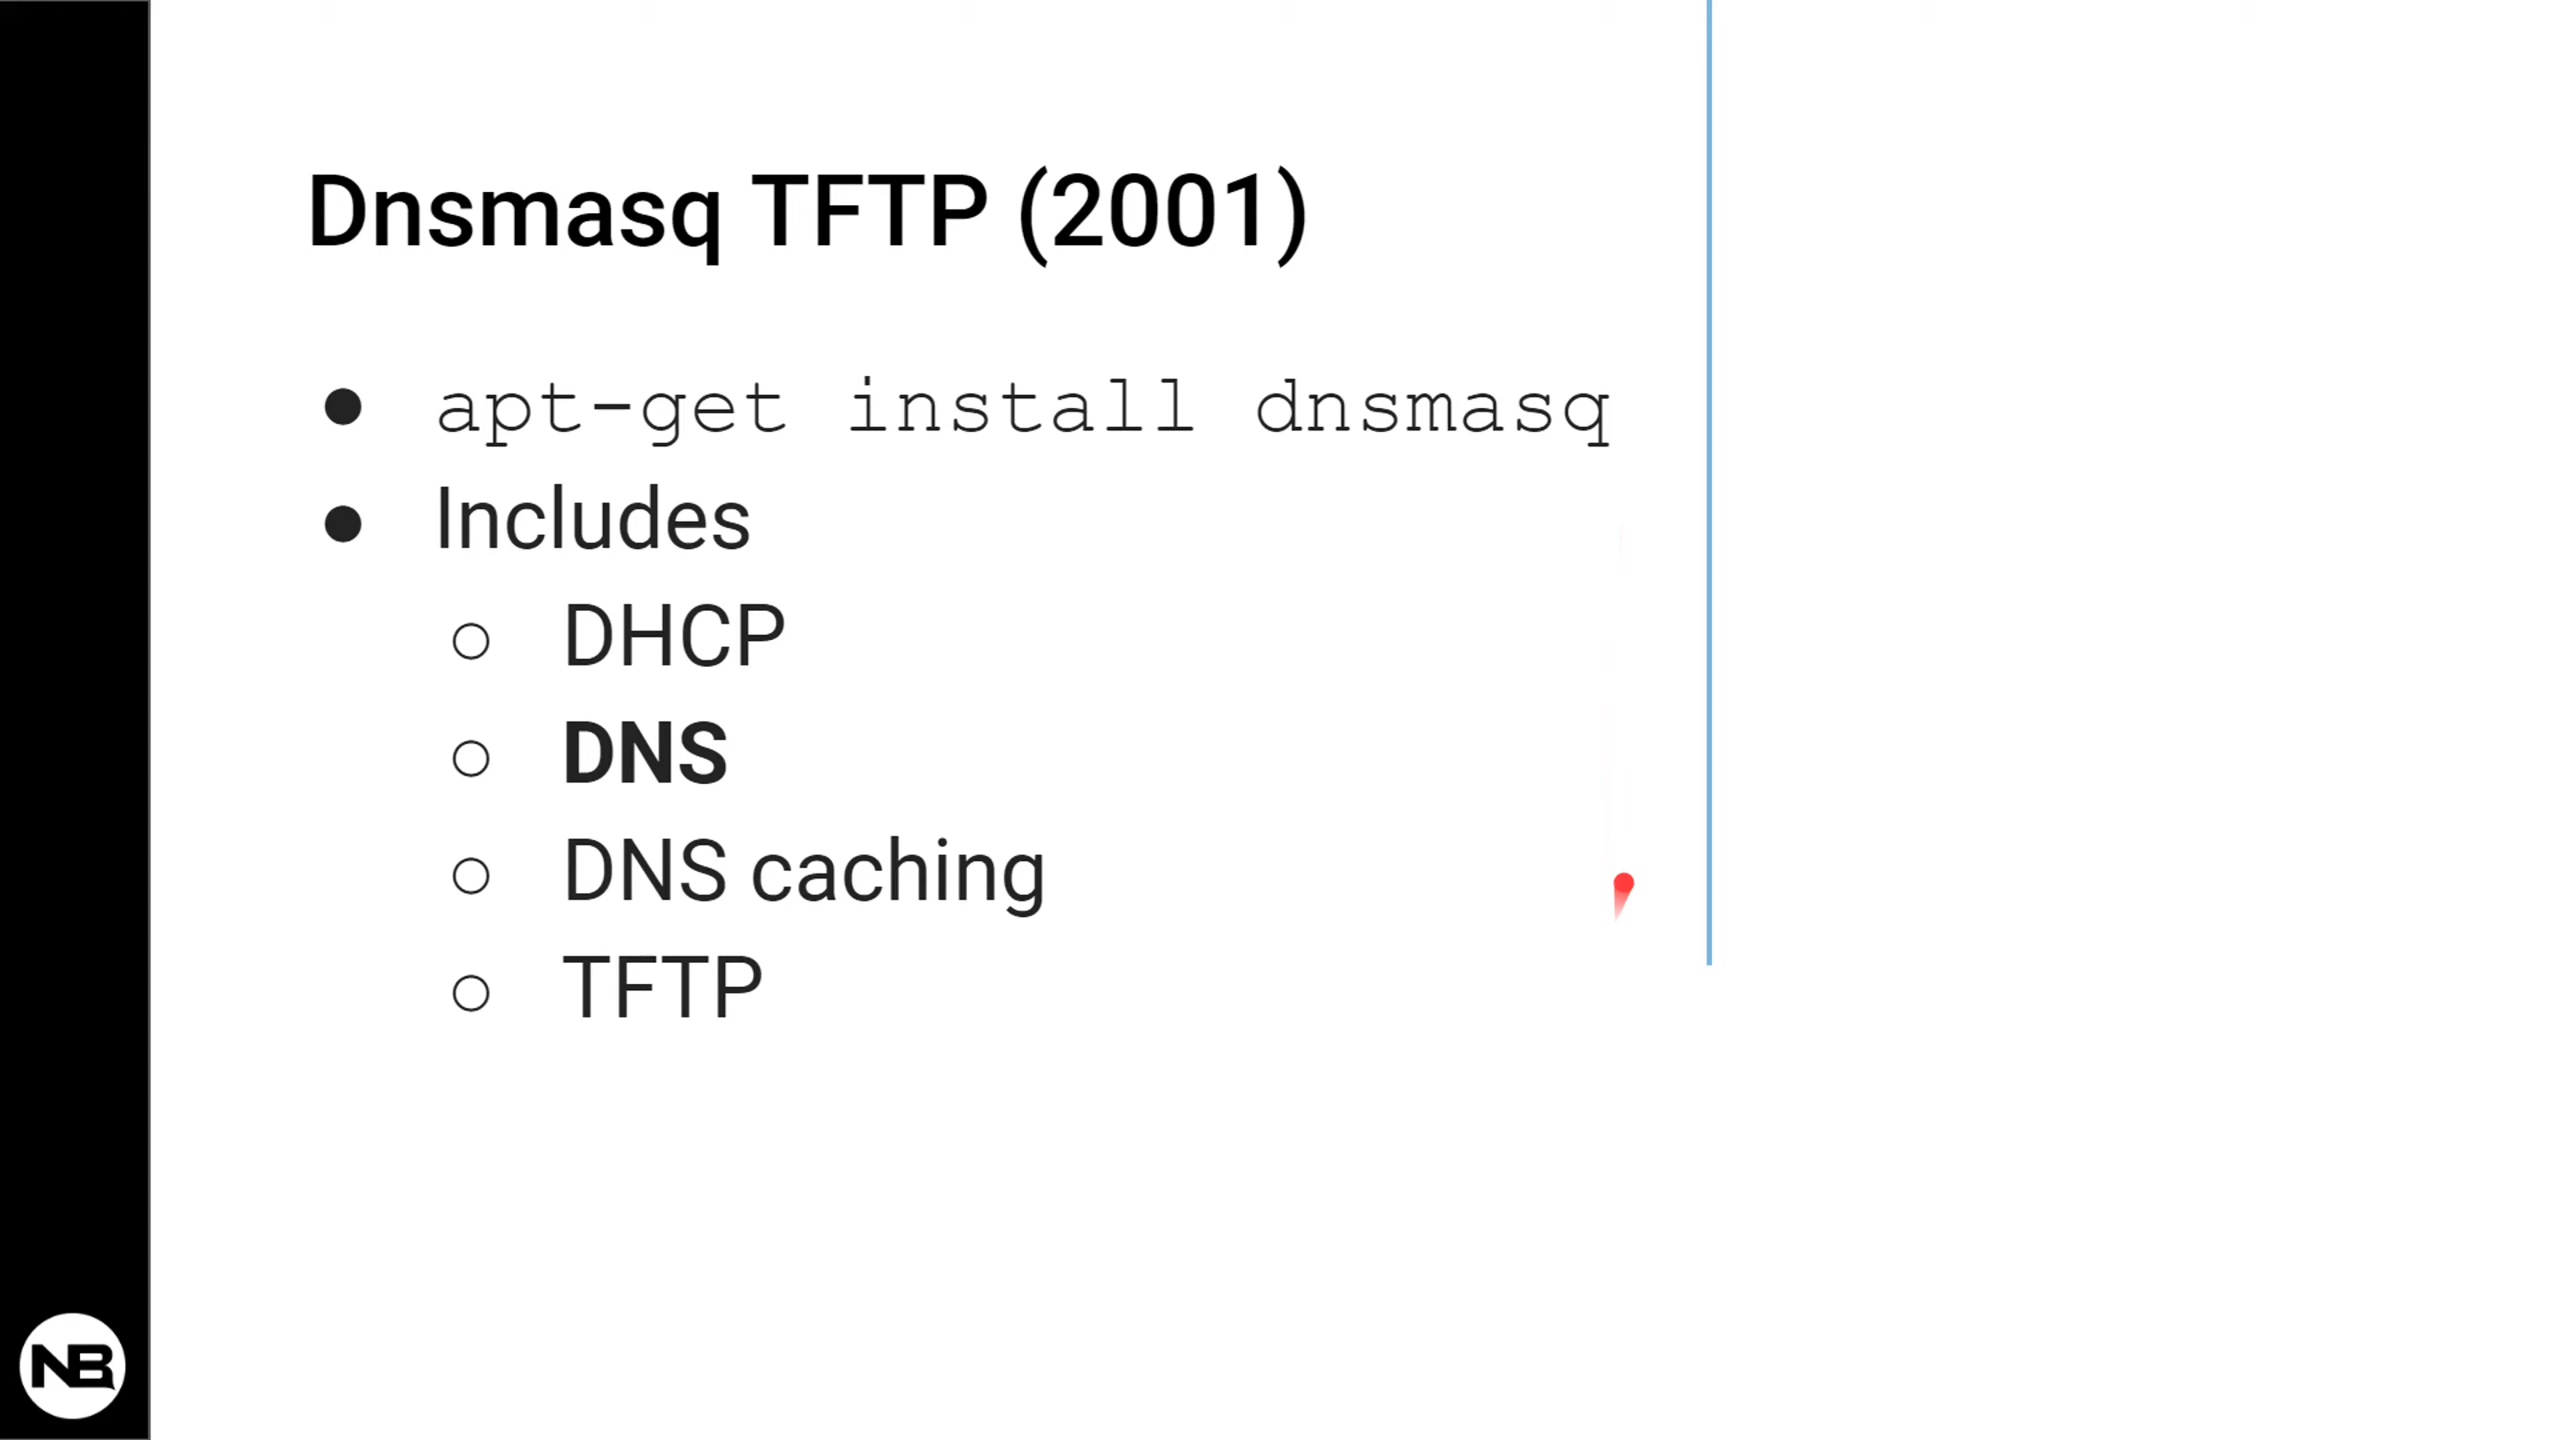 Dnsmasq TFTP (2001)
● apt-get install dnsmasq
● Includes
○ DHCP
○ DNS
○ DNS caching
○ TFTP
NB